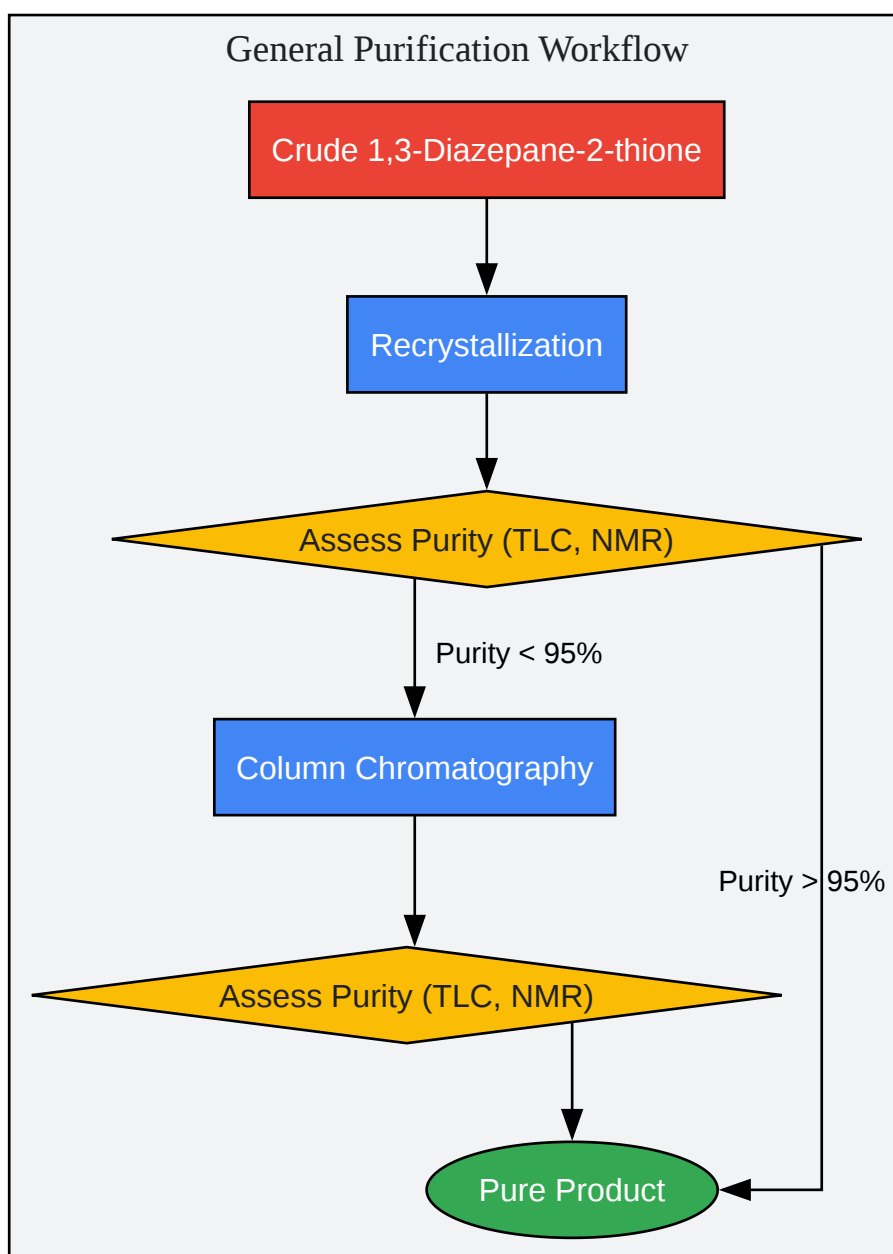 General Purification Workflow
Crude 1,3-Diazepane-2-thione
Recrystallization
Assess Purity (TLC, NMR)
Purity < 95%
Column Chromatography
Purity > 95%
Assess Purity (TLC, NMR)
Pure Product